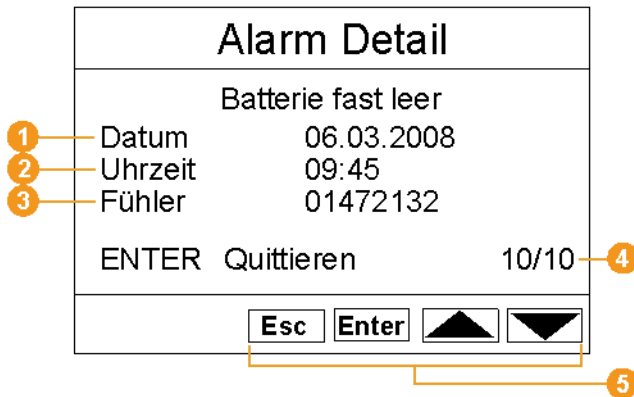 Alarm Detail
Batterie fast leer
1 Datum 06.03.2008
2 Uhrzeit 09:45
3 Fühler 01472132
ENTER Quittieren 10/10 4
Esc Enter
5